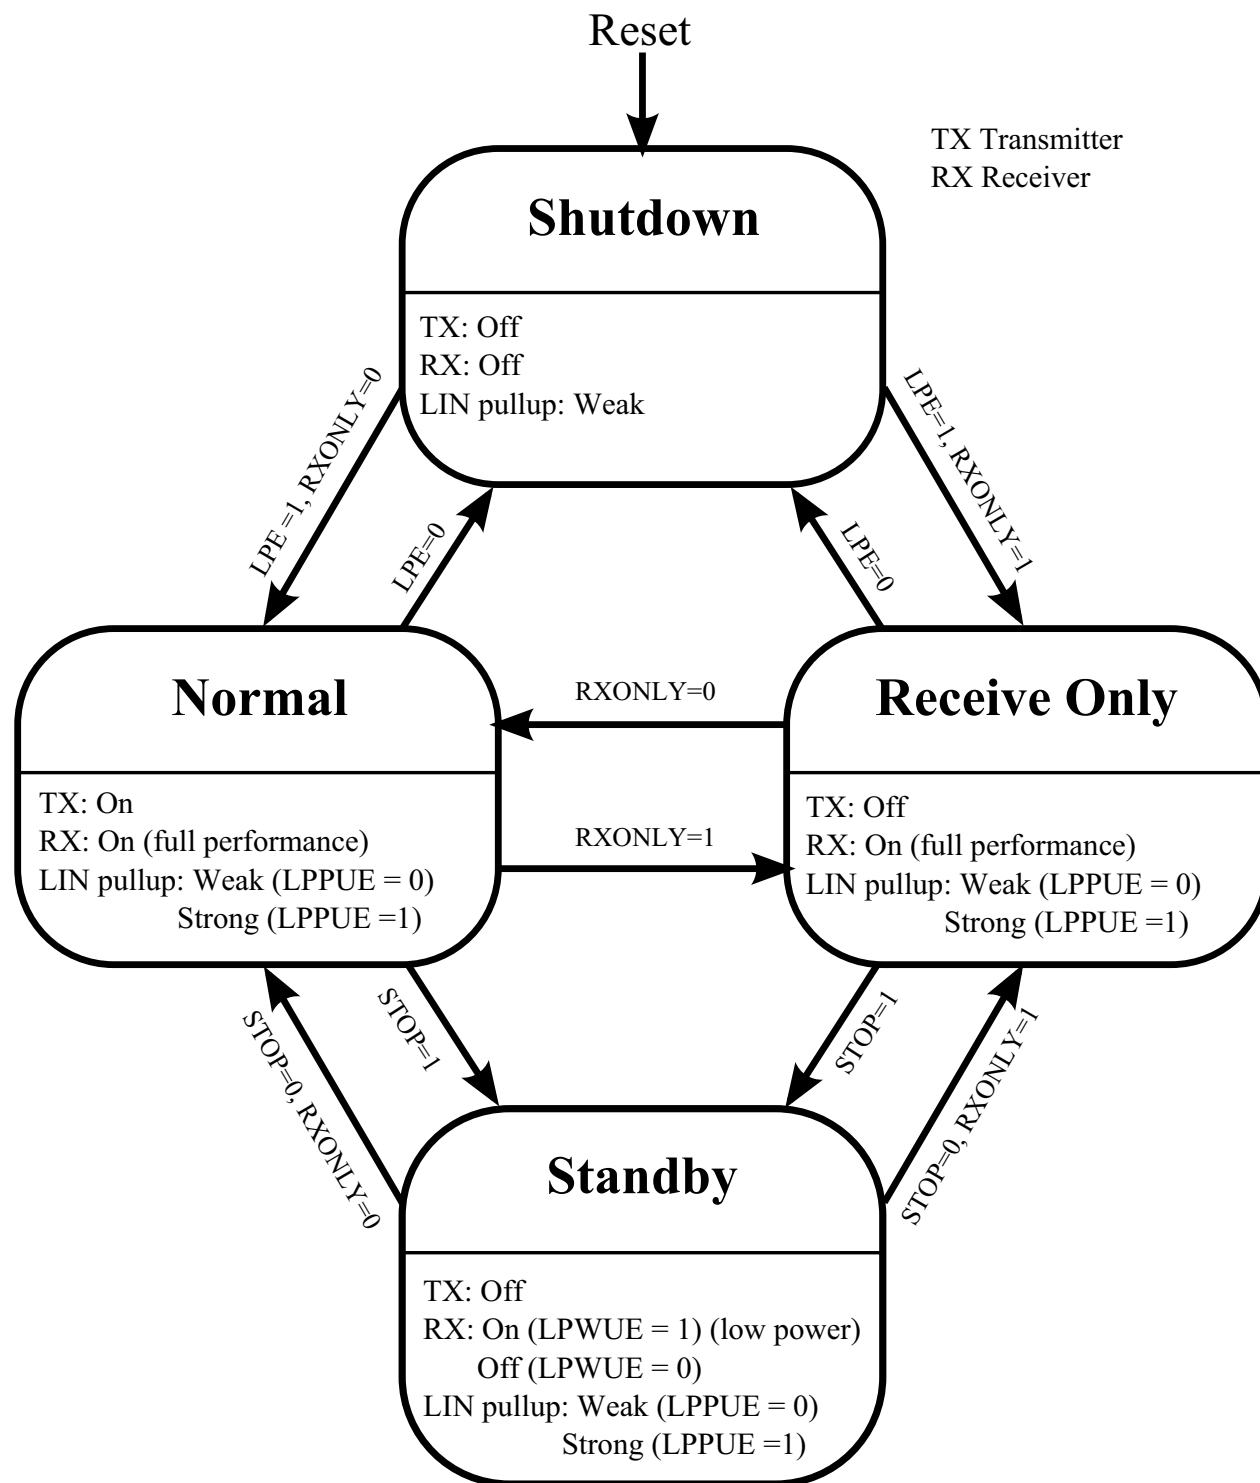 Reset
TX Transmitter
RX Receiver
Shutdown
TX: Off
RX: Off
LIN pullup: Weak
LPE =1, RXONLY=0
LPE=0
LPE=0
LPE=1, RXONLY=1
Normal
TX: On
RX: On (full performance)
LIN pullup: Weak (LPPUE = 0)
Strong (LPPUE =1)
RXONLY=0
RXONLY=1
Receive Only
TX: Off
RX: On (full performance)
LIN pullup: Weak (LPPUE = 0)
Strong (LPPUE =1)
STOP=0, RXONLY=0
STOP=1
STOP=1
STOP=0, RXONLY=1
Standby
TX: Off
RX: On (LPWUE = 1) (low power)
Off (LPWUE = 0)
LIN pullup: Weak (LPPUE = 0)
Strong (LPPUE =1)